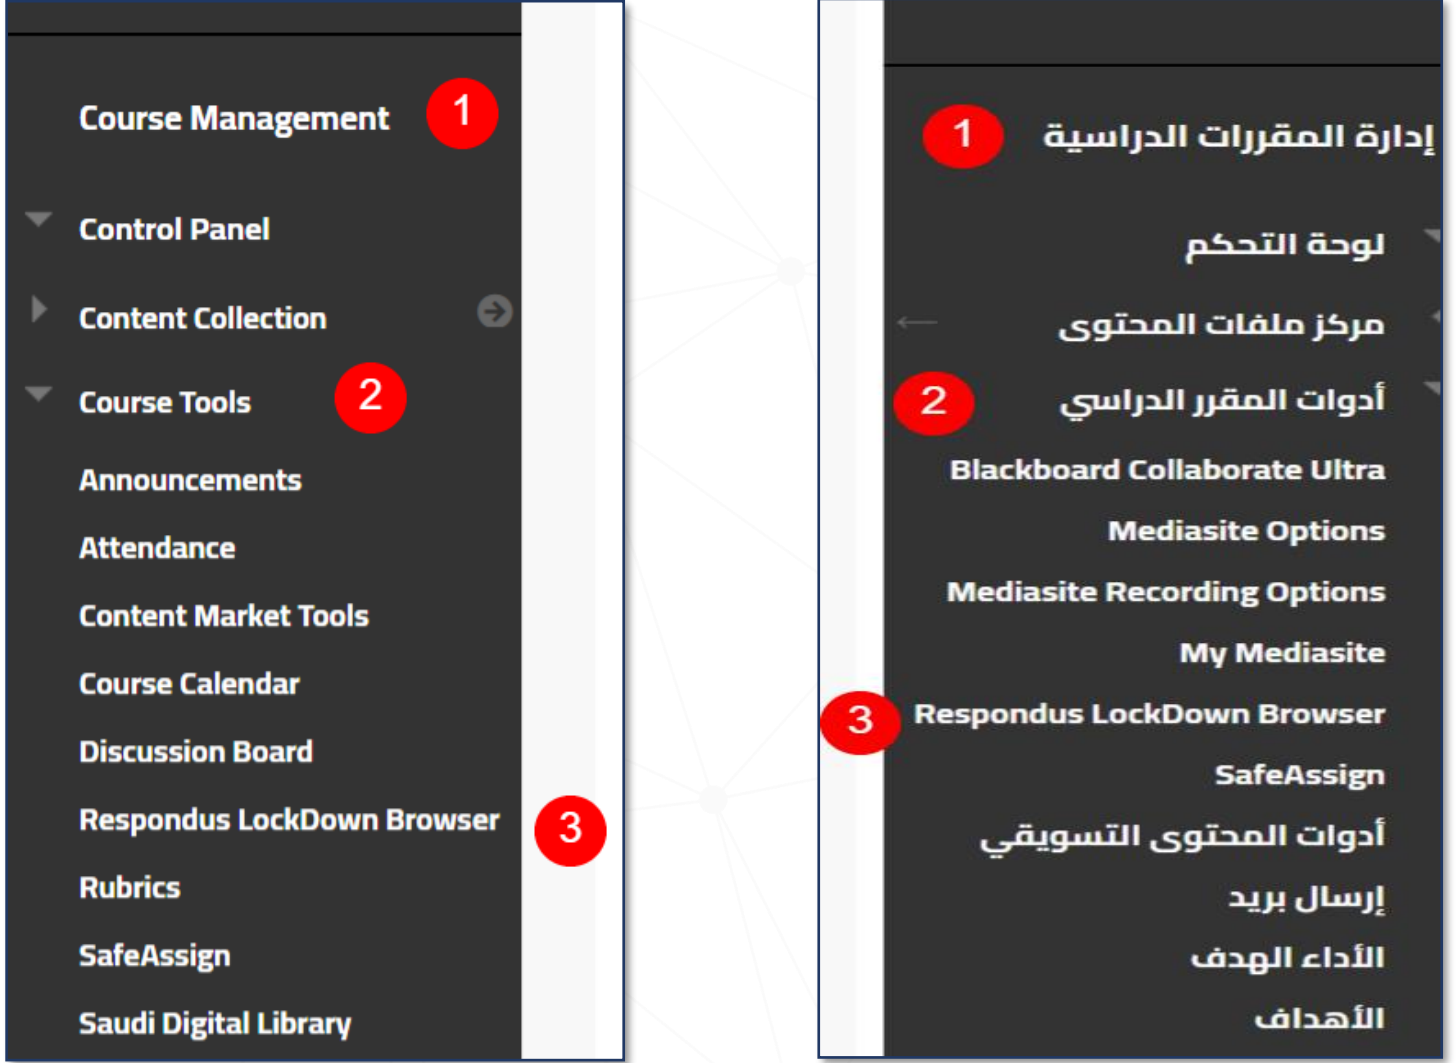 Course Management 1
Control Panel
Content Collection
Course Tools 2
Announcements
Attendance
Content Market Tools
Course Calendar
Discussion Board
Respondus LockDown Browser 3
Rubrics
SafeAssign
Saudi Digital Library
إدارة المقررات الدراسية 1
لوحة التحكم
مركز ملفات المحتوى
أدوات المقرر الدراسي 2
Blackboard Collaborate Ultra
Mediasite Options
Mediasite Recording Options
My Mediasite
3 Respondus LockDown Browser
SafeAssign
أدوات المحتوى التسويقي
إرسال بريد
الأداء الهدف
الأهداف